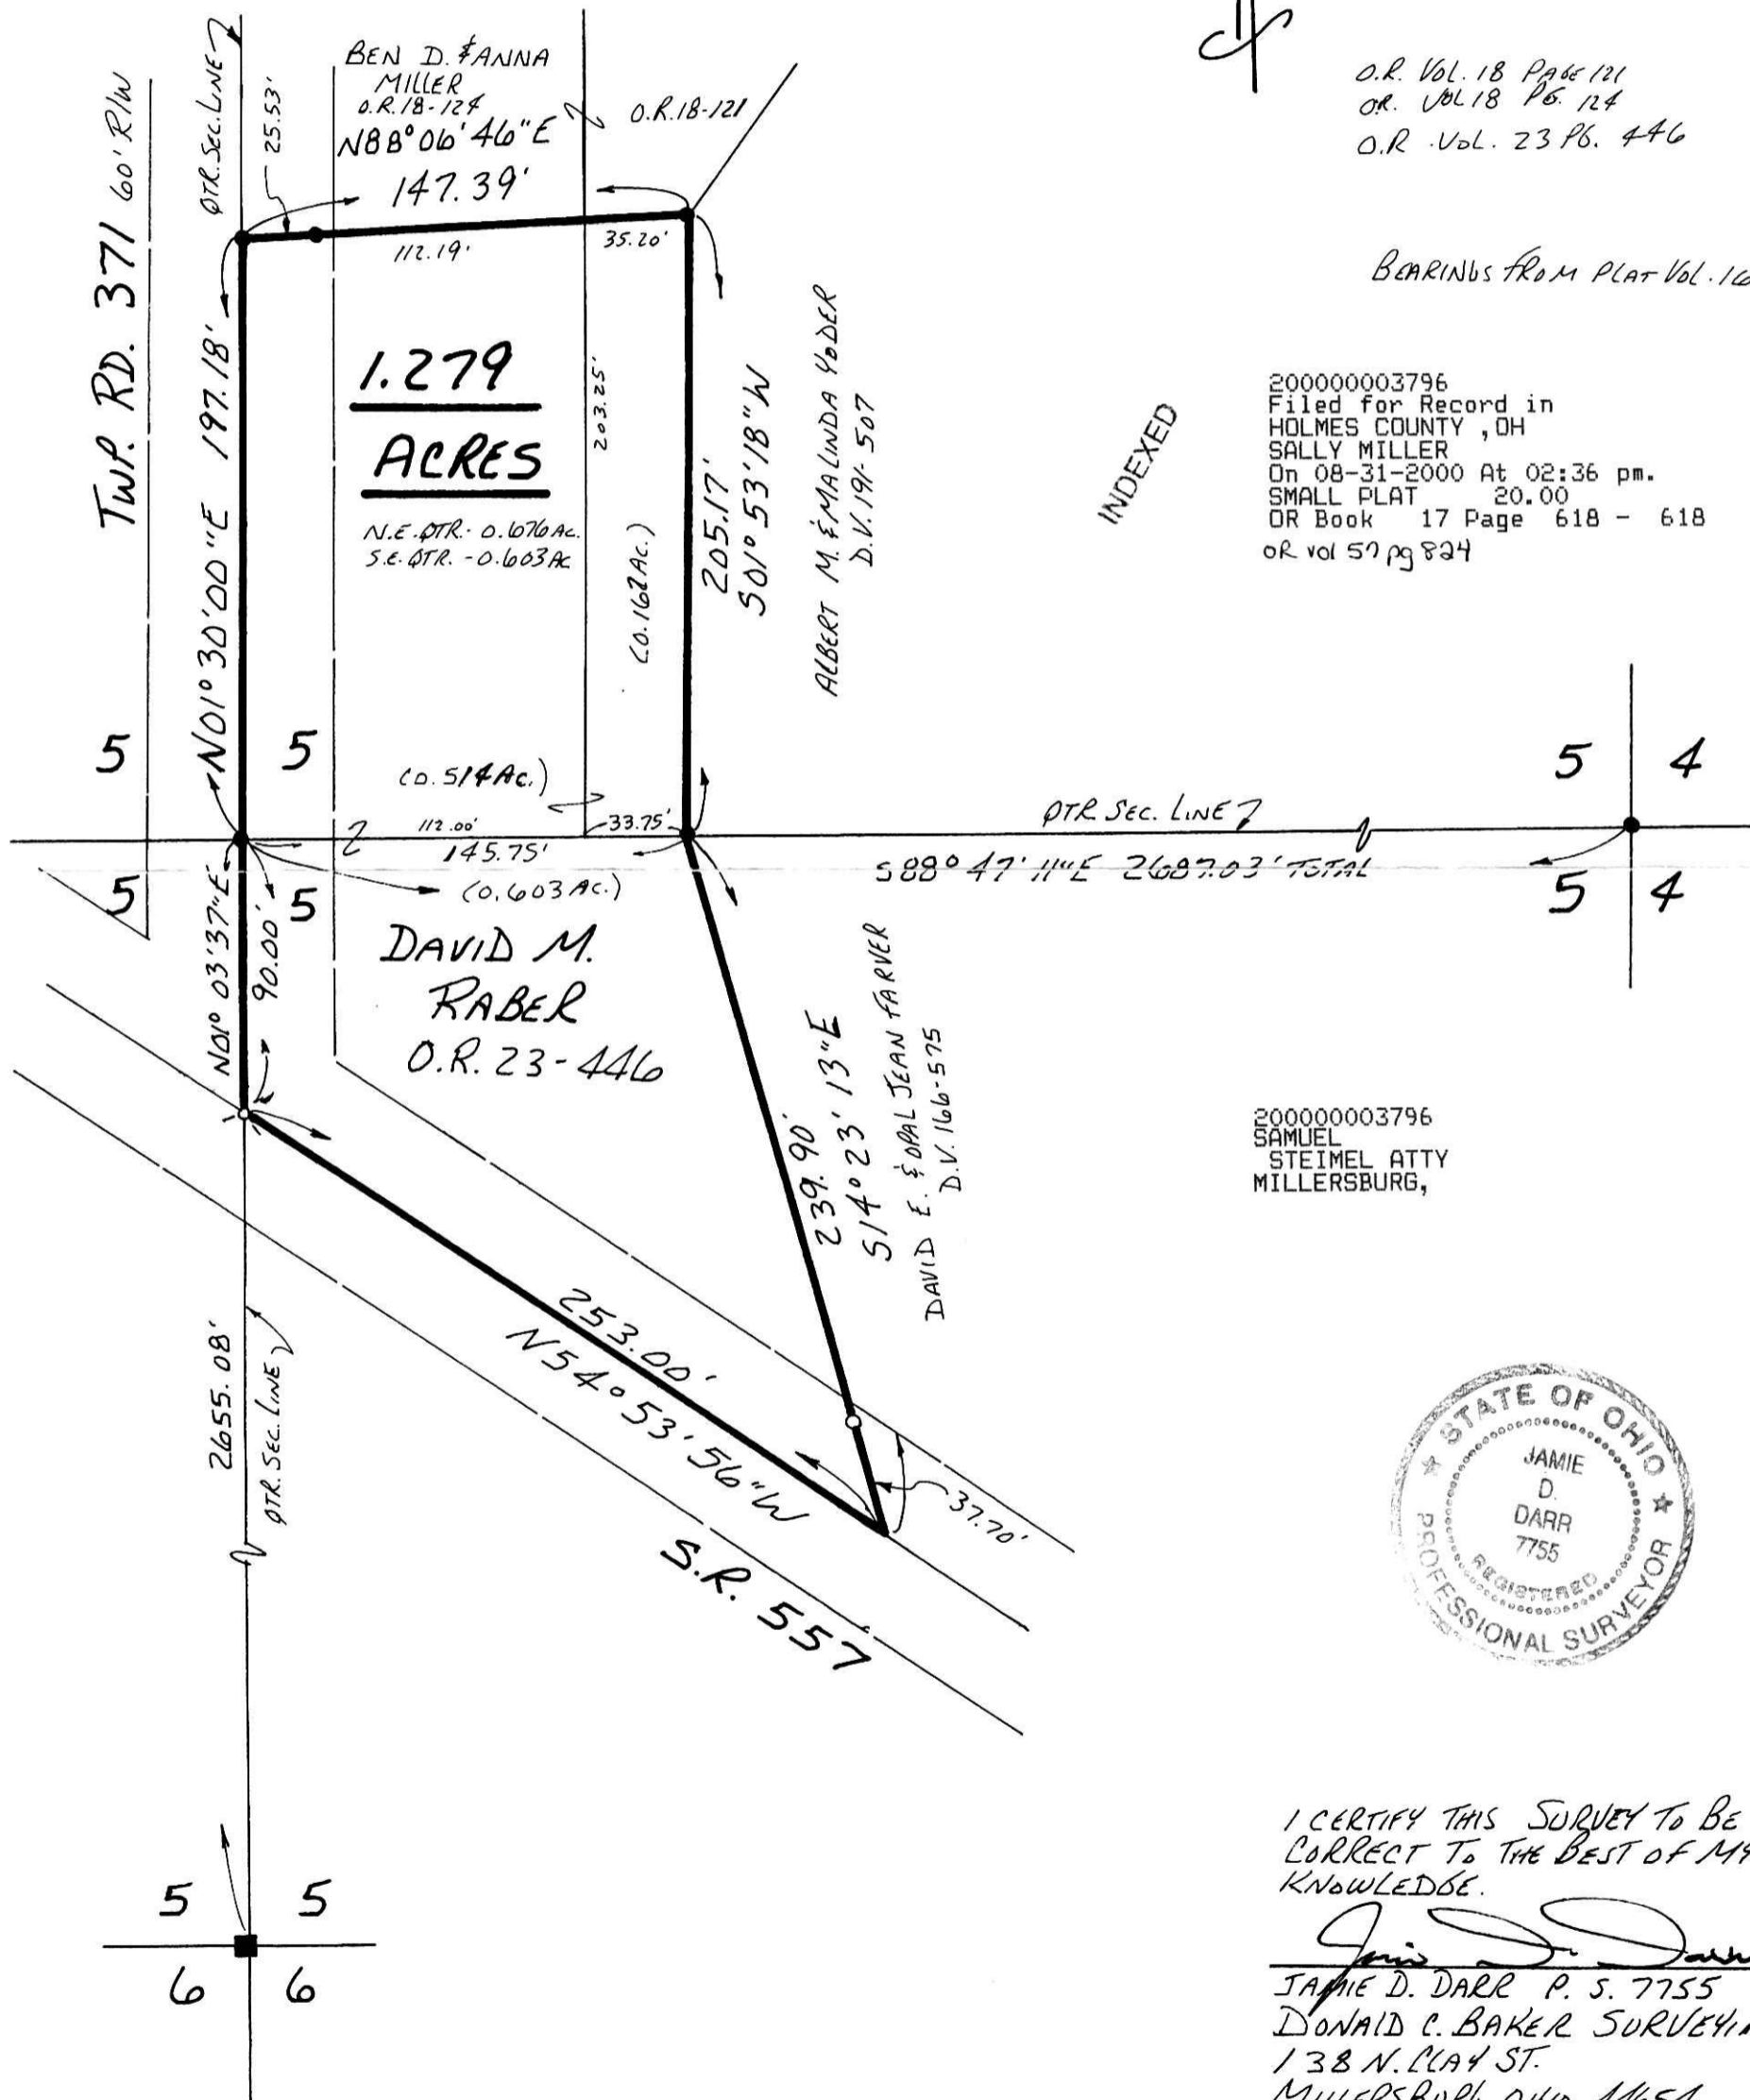 O.R. VOL. 18 PAGE 121
O.R. VOL 18 PG. 124
O.R. VOL. 23 PG. 446
BEARINGS FROM PLAT VOL. 16
TWP. RD. 371 60' R/W
QTR. SEC. LINE
25.53'
BEN D. & ANNA
MILLER
O.R. 18-124
N88° 06' 46" E
147.39'
O.R. 18-121
112.19'
35.20'
N01° 30' 00" E 197.18'
1.279
ACRES
N.E. QTR. - 0.676 AC.
S.E. QTR. - 0.603 AC
203.25'
(0.162 AC.)
205.17'
S01° 53' 18" W
ALBERT M. & MALINDA YODER
D.V. 191-507
INDEXED
200000003796
Filed for Record in
HOLMES COUNTY ,OH
SALLY MILLER
On 08-31-2000 At 02:36 pm.
SMALL PLAT 20.00
OR Book 17 Page 618 - 618
OR vol 57 pg 824
5
5
(0.514 AC.)
112.00'
33.75'
145.75'
QTR SEC. LINE
5
4
S88° 47' 11" E 2687.03' TOTAL
5
5
(0.603 AC.)
5
4
N01° 03' 37" E
90.00'
DAVID M.
RABER
O.R. 23-446
239.90'
S14° 23' 13" E
DAVID E. & OPAL JEAN FARVER
D.V. 166-575
200000003796
SAMUEL
STEIMEL ATTY
MILLERSBURG,
253.00'
N54° 53' 56" W
37.70'
S.R. 557
2655.08'
QTR. SEC. LINE
STATE OF OHIO
JAMIE
D.
DARR
7755
REGISTERED
PROFESSIONAL SURVEYOR
5
5
6
6
I CERTIFY THIS SURVEY TO BE
CORRECT TO THE BEST OF MY
KNOWLEDGE.
JAMIE D. DARR P. S. 7755
DONALD C. BAKER SURVEYIN
138 N. CLAY ST.
MILLERSBURG, OHIO 44654